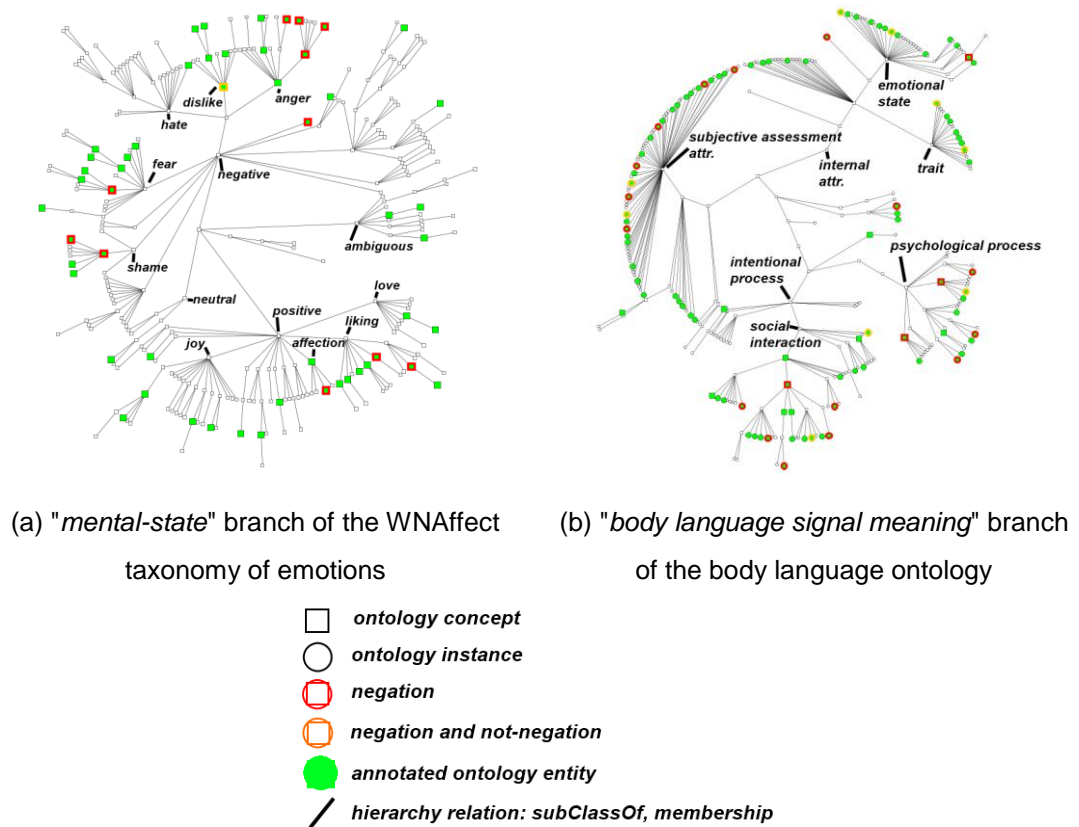 dislike
anger
hate
fear
negative
ambiguous
shame
neutral
love
positive
liking
joy
affection
emotional
state
subjective assessment
attr.
internal
attr.
trait
psychological process
intentional
process
social
interaction
(a) "mental-state" branch of the WNAffect
taxonomy of emotions
(b) "body language signal meaning" branch
of the body language ontology
ontology concept
ontology instance
negation
negation and not-negation
annotated ontology entity
hierarchy relation: subClassOf, membership